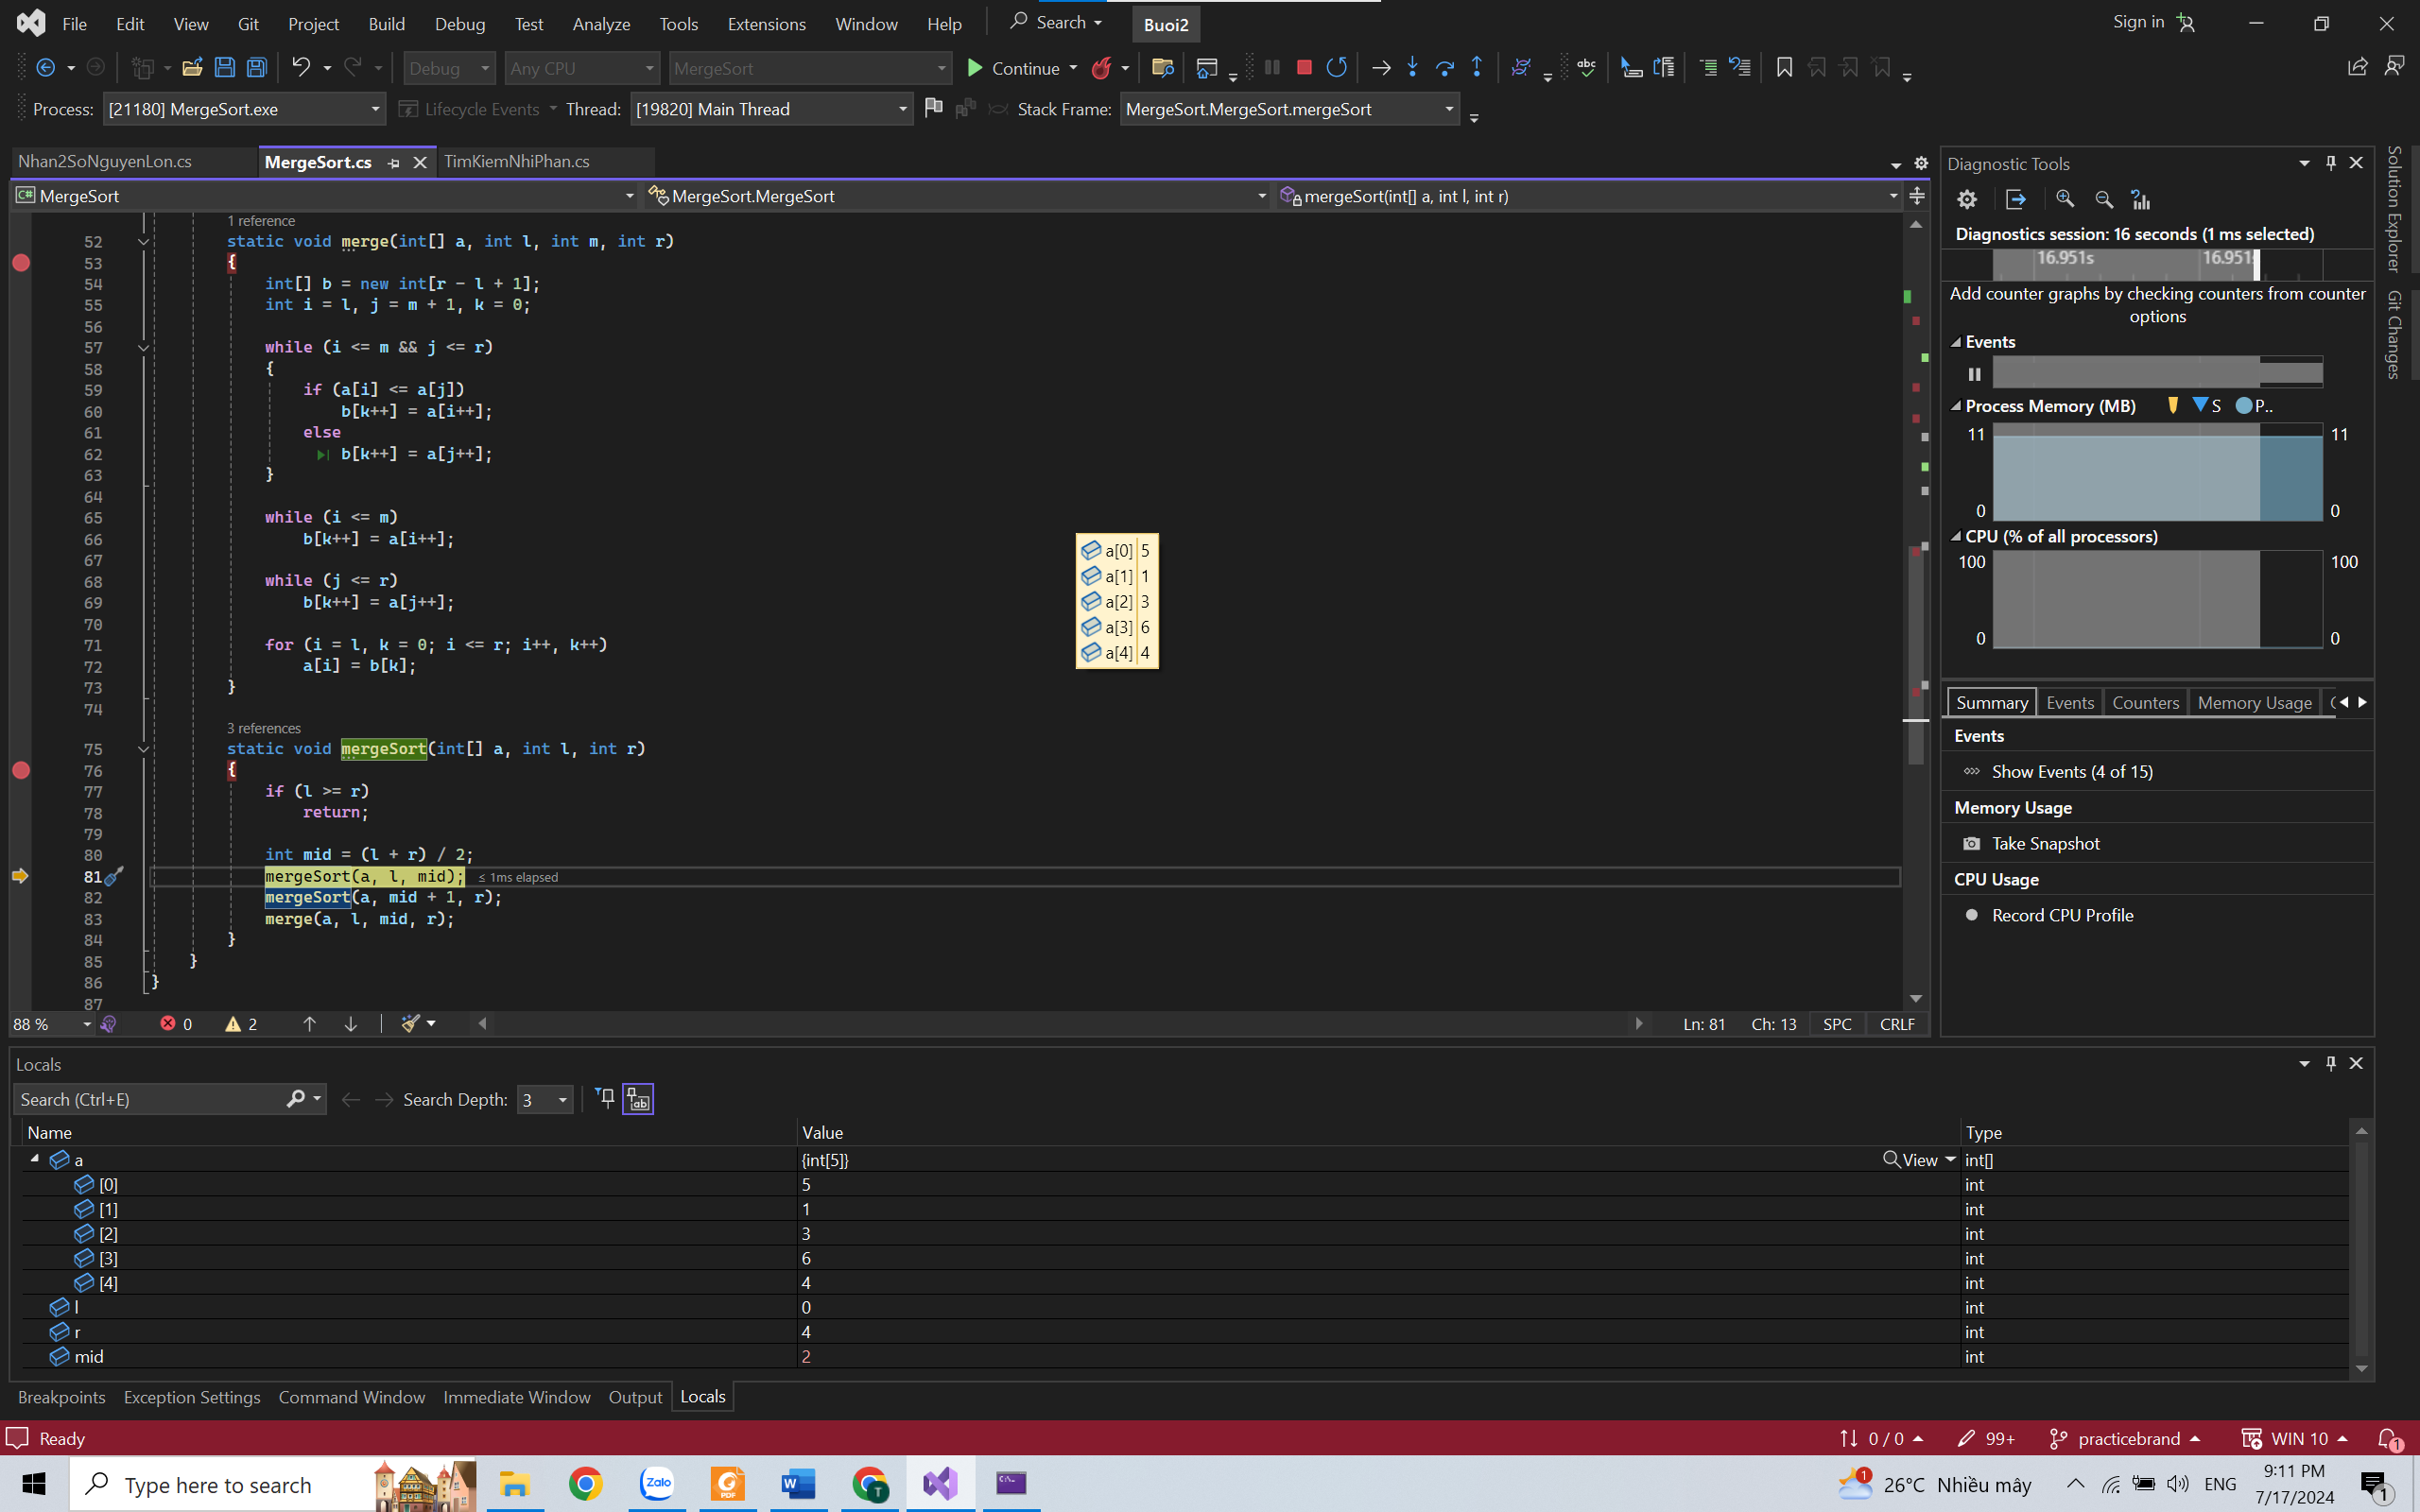 File Edit View Git Project Build Debug Test Analyze Tools Extensions Window Help Search Buoi2 Sign in
Debug Any CPU MergeSort Continue abc
Process: [21180] MergeSort.exe Lifecycle Events Thread: [19820] Main Thread Stack Frame: MergeSort.MergeSort.mergeSort
Nhan2SoNguyenLon.cs MergeSort.cs TimKiemNhiPhan.cs
C# MergeSort MergeSort.MergeSort mergeSort(int[] a, int l, int r)
1 reference
52 static void merge(int[] a, int l, int m, int r)
53 {
54 int[] b = new int[r - l + 1];
55 int i = l, j = m + 1, k = 0;
56
57 while (i <= m && j <= r)
58 {
59 if (a[i] <= a[j])
60 b[k++] = a[i++];
61 else
62 b[k++] = a[j++];
63 }
64
65 while (i <= m)
66 b[k++] = a[i++];
67
68 while (j <= r)
69 b[k++] = a[j++];
70
71 for (i = l, k = 0; i <= r; i++, k++)
72 a[i] = b[k];
73 }
74
3 references
75 static void mergeSort(int[] a, int l, int r)
76 {
77 if (l >= r)
78 return;
79
80 int mid = (l + r) / 2;
81 mergeSort(a, l, mid); ≤ 1ms elapsed
82 mergeSort(a, mid + 1, r);
83 merge(a, l, mid, r);
84 }
85 }
86 }
87
a[0] 5
a[1] 1
a[2] 3
a[3] 6
a[4] 4
88 % 0 2 Ln: 81 Ch: 13 SPC CRLF
Diagnostic Tools
Diagnostics session: 16 seconds (1 ms selected)
16.951s 16.951
Add counter graphs by checking counters from counter
options
Events
Process Memory (MB) S P..
11 11
0 0
CPU (% of all processors)
100 100
0 0
Summary Events Counters Memory Usage
Events
Show Events (4 of 15)
Memory Usage
Take Snapshot
CPU Usage
Record CPU Profile
Solution Explorer
Git Changes
Locals
Search (Ctrl+E) Search Depth: 3 ab
Name Value Type
a {int[5]} View int[]
[0] 5 int
[1] 1 int
[2] 3 int
[3] 6 int
[4] 4 int
l 0 int
r 4 int
mid 2 int
Breakpoints Exception Settings Command Window Immediate Window Output Locals
Ready 0 / 0 99+ practicebrand WIN 10 1
Type here to search Zalo PDF W T C:\ 1 26°C Nhiều mây ENG 9:11 PM
7/17/2024 1